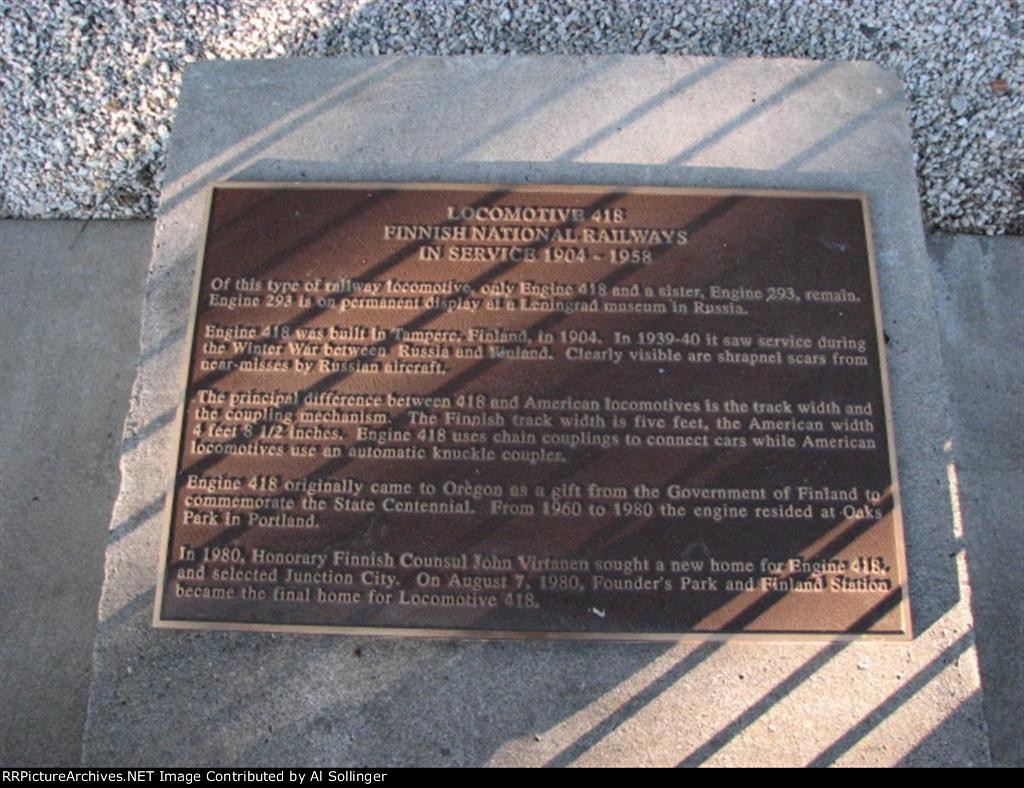 LOCOMOTIVE 418
FINNISH NATIONAL RAILWAYS
IN SERVICE 1904 - 1958
Of this type of railway locomotive, only Engine 418 and a sister, Engine 293, remain.
Engine 293 is on permanent display at a Leningrad museum in Russia.
Engine 418 was built in Tampere, Finland, in 1904. In 1939-40 it saw service during
the Winter War between Russia and Finland. Clearly visible are shrapnel scars from
near-misses by Russian aircraft.
The principal difference between 418 and American locomotives is the track width and
the coupling mechanism. The Finnish track width is five feet, the American width
4 feet 8 1/2 inches. Engine 418 uses chain couplings to connect cars while American
locomotives use an automatic knuckle coupler.
Engine 418 originally came to Oregon as a gift from the Government of Finland to
commemorate the State Centennial. From 1960 to 1980 the engine resided at Oaks
Park in Portland.
In 1980, Honorary Finnish Counsul John Virtanen sought a new home for Engine 418,
and selected Junction City. On August 7, 1980, Founder's Park and Finland Station
became the final home for Locomotive 418.
RRPictureArchives.NET Image Contributed by Al Sollinger